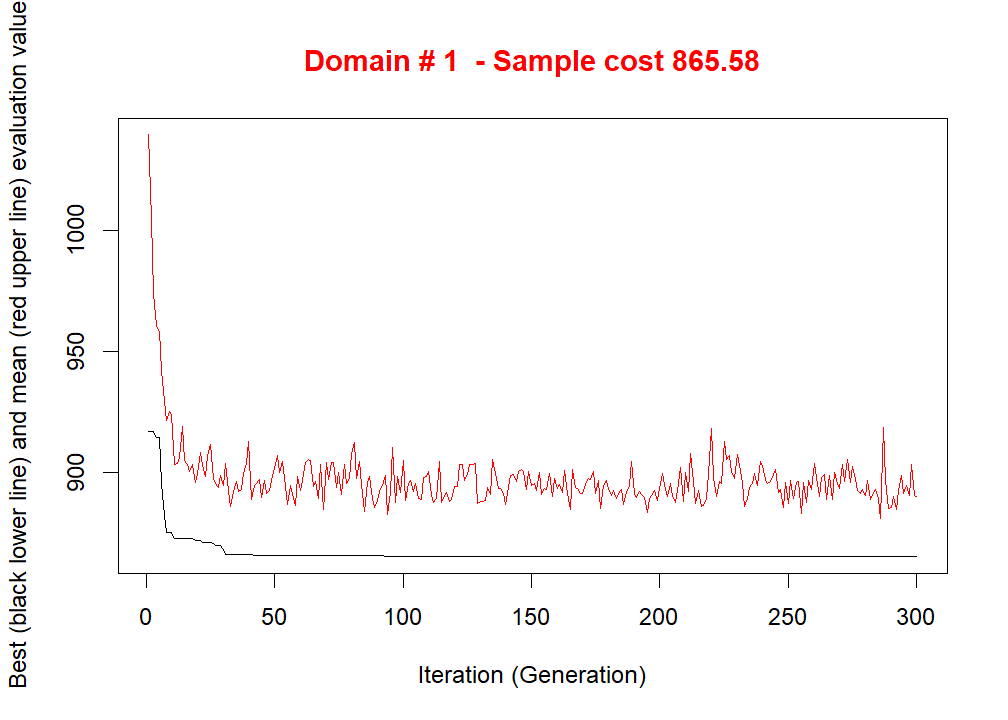 Domain # 1  - Sample cost 865.58
Best (black lower line) and mean (red upper line) evaluation value
1000
950
900
0 50 100 150 200 250 300
Iteration (Generation)